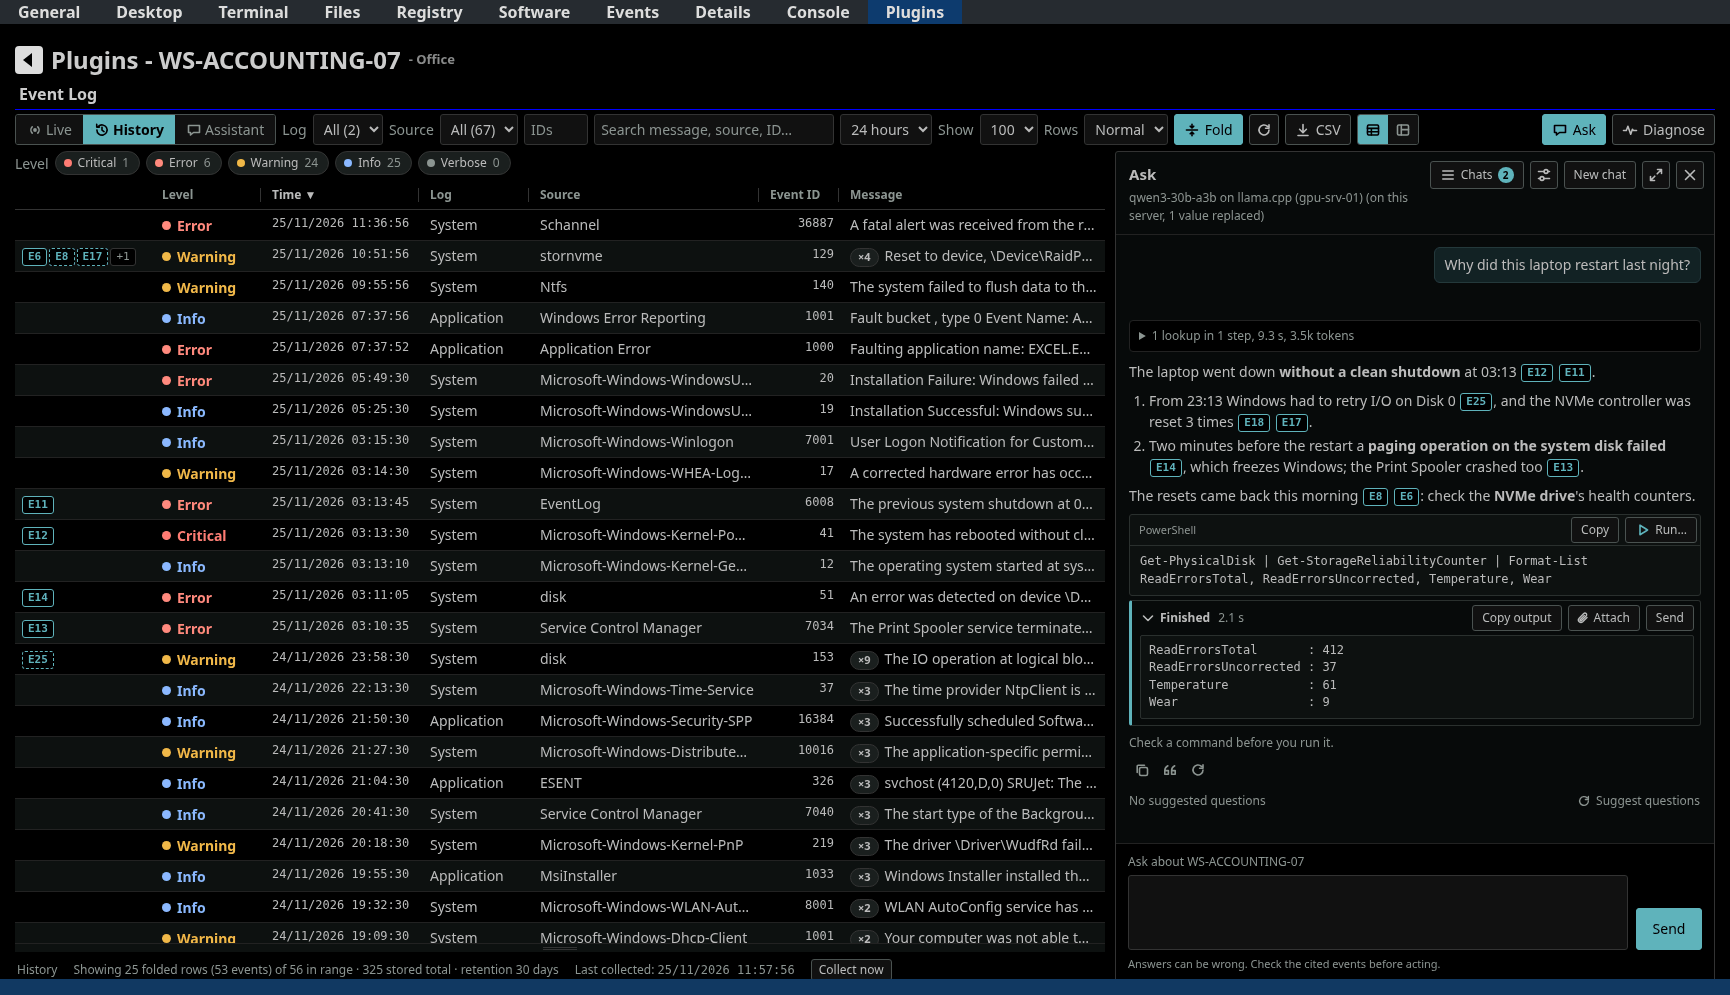 General Desktop Terminal Files Registry Software Events Details Console Plugins
Plugins - WS-ACCOUNTING-07 - Office
Event Log
Live History Assistant Log All (2) Source All (67) IDs Search message, source, ID... 24 hours Show 100 Rows Normal Fold CSV Ask Diagnose
Level Critical 1 Error 6 Warning 24 Info 25 Verbose 0
Level Time ▼ Log Source Event ID Message
Error 25/11/2026 11:36:56 System Schannel 36887 A fatal alert was received from the r...
E6 E8 E17 +1 Warning 25/11/2026 10:51:56 System stornvme 129 ×4 Reset to device, \Device\RaidP...
Warning 25/11/2026 09:55:56 System Ntfs 140 The system failed to flush data to th...
Info 25/11/2026 07:37:56 Application Windows Error Reporting 1001 Fault bucket , type 0 Event Name: A...
Error 25/11/2026 07:37:52 Application Application Error 1000 Faulting application name: EXCEL.E...
Error 25/11/2026 05:49:30 System Microsoft-Windows-WindowsU... 20 Installation Failure: Windows failed ...
Info 25/11/2026 05:25:30 System Microsoft-Windows-WindowsU... 19 Installation Successful: Windows su...
Info 25/11/2026 03:15:30 System Microsoft-Windows-Winlogon 7001 User Logon Notification for Custom...
Warning 25/11/2026 03:14:30 System Microsoft-Windows-WHEA-Log... 17 A corrected hardware error has occ...
E11 Error 25/11/2026 03:13:45 System EventLog 6008 The previous system shutdown at 0...
E12 Critical 25/11/2026 03:13:30 System Microsoft-Windows-Kernel-Po... 41 The system has rebooted without cl...
Info 25/11/2026 03:13:10 System Microsoft-Windows-Kernel-Ge... 12 The operating system started at sys...
E14 Error 25/11/2026 03:11:05 System disk 51 An error was detected on device \D...
E13 Error 25/11/2026 03:10:35 System Service Control Manager 7034 The Print Spooler service terminate...
E25 Warning 24/11/2026 23:58:30 System disk 153 ×9 The IO operation at logical blo...
Info 24/11/2026 22:13:30 System Microsoft-Windows-Time-Service 37 ×3 The time provider NtpClient is ...
Info 24/11/2026 21:50:30 Application Microsoft-Windows-Security-SPP 16384 ×3 Successfully scheduled Softwa...
Warning 24/11/2026 21:27:30 System Microsoft-Windows-Distribute... 10016 ×3 The application-specific permi...
Info 24/11/2026 21:04:30 Application ESENT 326 ×3 svchost (4120,D,0) SRUJet: The ...
Info 24/11/2026 20:41:30 System Service Control Manager 7040 ×3 The start type of the Backgrou...
Warning 24/11/2026 20:18:30 System Microsoft-Windows-Kernel-PnP 219 ×3 The driver \Driver\WudfRd fail...
Info 24/11/2026 19:55:30 Application MsiInstaller 1033 ×3 Windows Installer installed th...
Info 24/11/2026 19:32:30 System Microsoft-Windows-WLAN-Aut... 8001 ×2 WLAN AutoConfig service has ...
Warning 24/11/2026 19:09:30 System Microsoft-Windows-Dhcp-Client 1001 ×2 Your computer was not able t...
History Showing 25 folded rows (53 events) of 56 in range · 325 stored total · retention 30 days Last collected: 25/11/2026 11:57:56 Collect now
Ask Chats 2 New chat
qwen3-30b-a3b on llama.cpp (gpu-srv-01) (on this
server, 1 value replaced)
Why did this laptop restart last night?
1 lookup in 1 step, 9.3 s, 3.5k tokens
The laptop went down without a clean shutdown at 03:13 E12 E11.
1. From 23:13 Windows had to retry I/O on Disk 0 E25, and the NVMe controller was
reset 3 times E18 E17.
2. Two minutes before the restart a paging operation on the system disk failed
E14, which freezes Windows; the Print Spooler crashed too E13.
The resets came back this morning E8 E6: check the NVMe drive's health counters.
PowerShell Copy Run...
Get-PhysicalDisk | Get-StorageReliabilityCounter | Format-List
ReadErrorsTotal, ReadErrorsUncorrected, Temperature, Wear
Finished 2.1 s Copy output Attach Send
ReadErrorsTotal : 412
ReadErrorsUncorrected : 37
Temperature : 61
Wear : 9
Check a command before you run it.
No suggested questions Suggest questions
Ask about WS-ACCOUNTING-07
Send
Answers can be wrong. Check the cited events before acting.